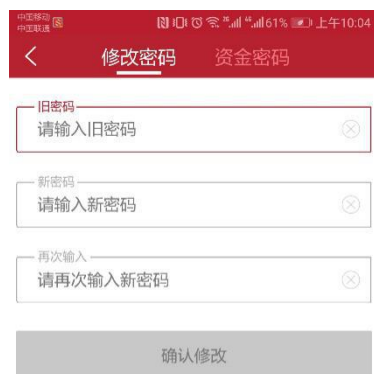 中国移动
中国联通
61% 上午10:04
修改密码 资金密码
旧密码
请输入旧密码
新密码
请输入新密码
再次输入
请再次输入新密码
确认修改